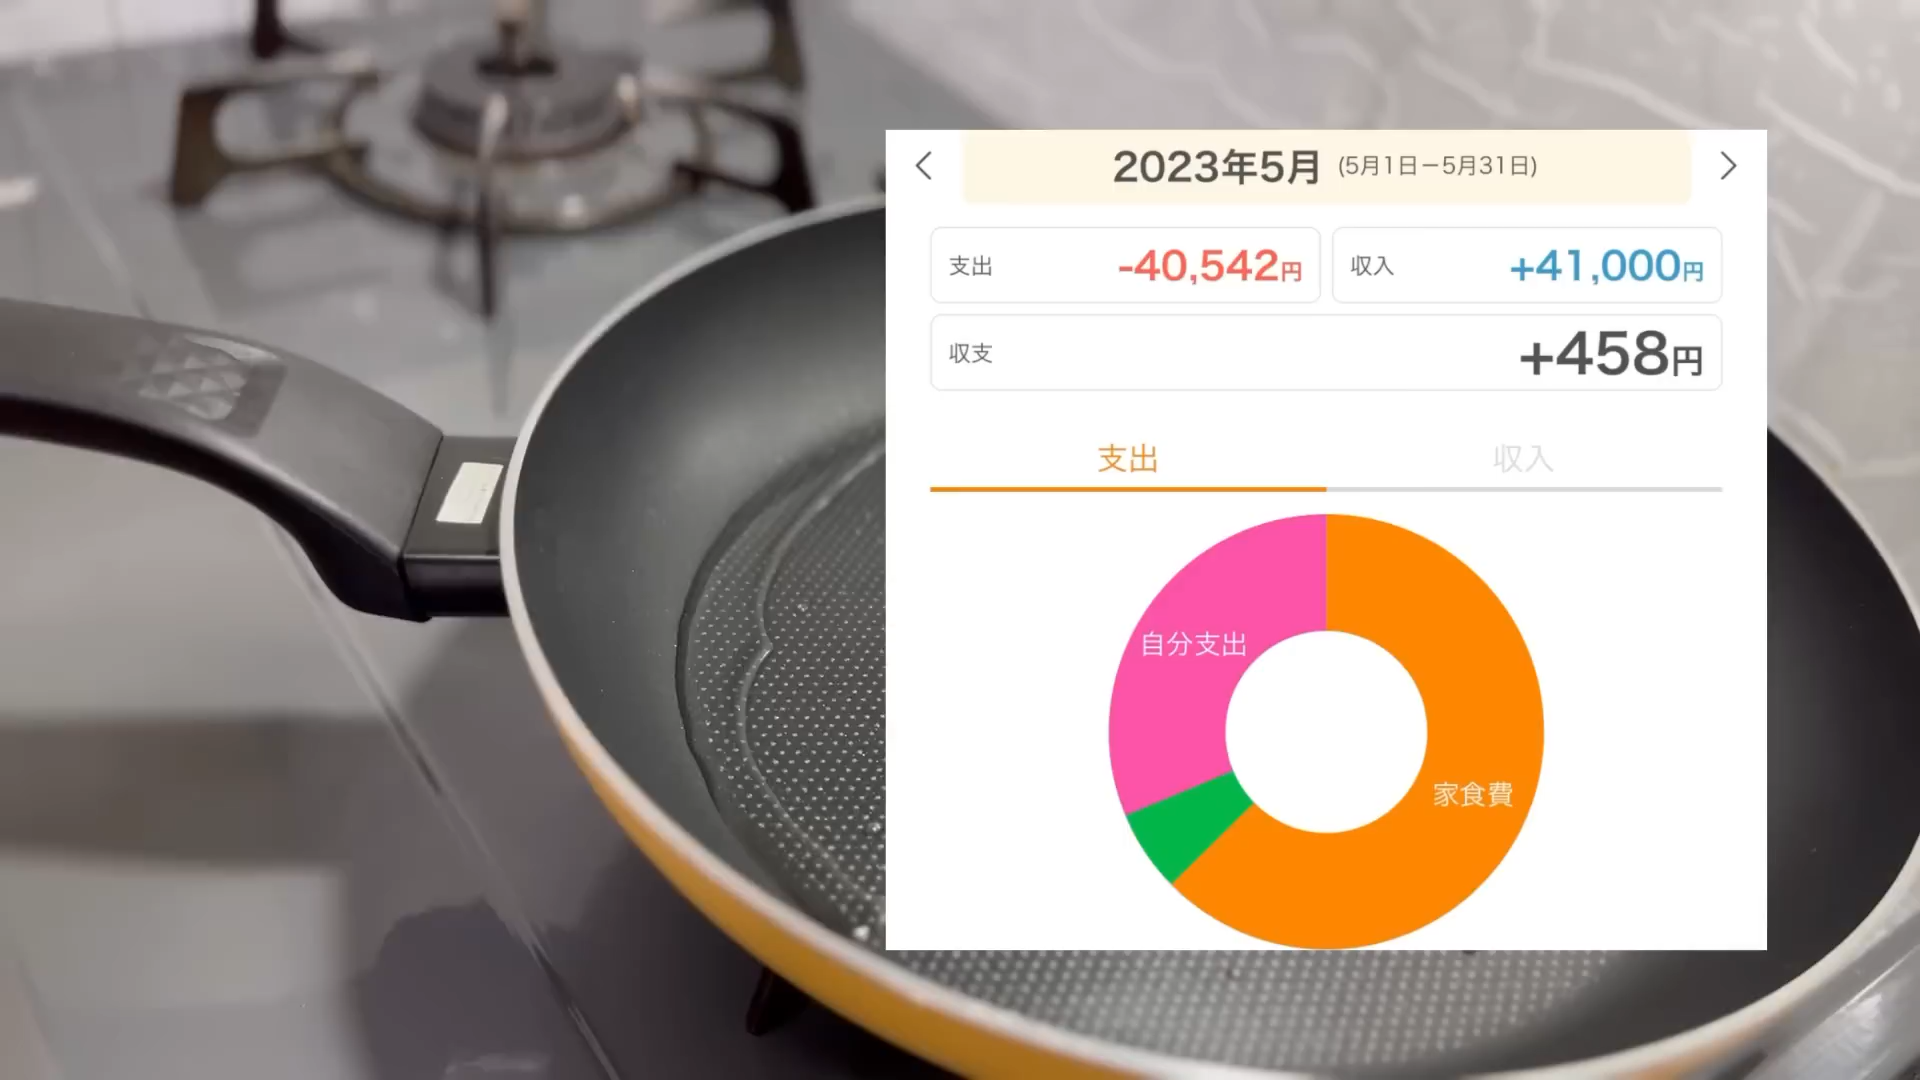 2023年5月 (5月1日－5月31日)
支出 -40,542円
収入 +41,000円
収支 +458円
支出 収入
自分支出
家食費